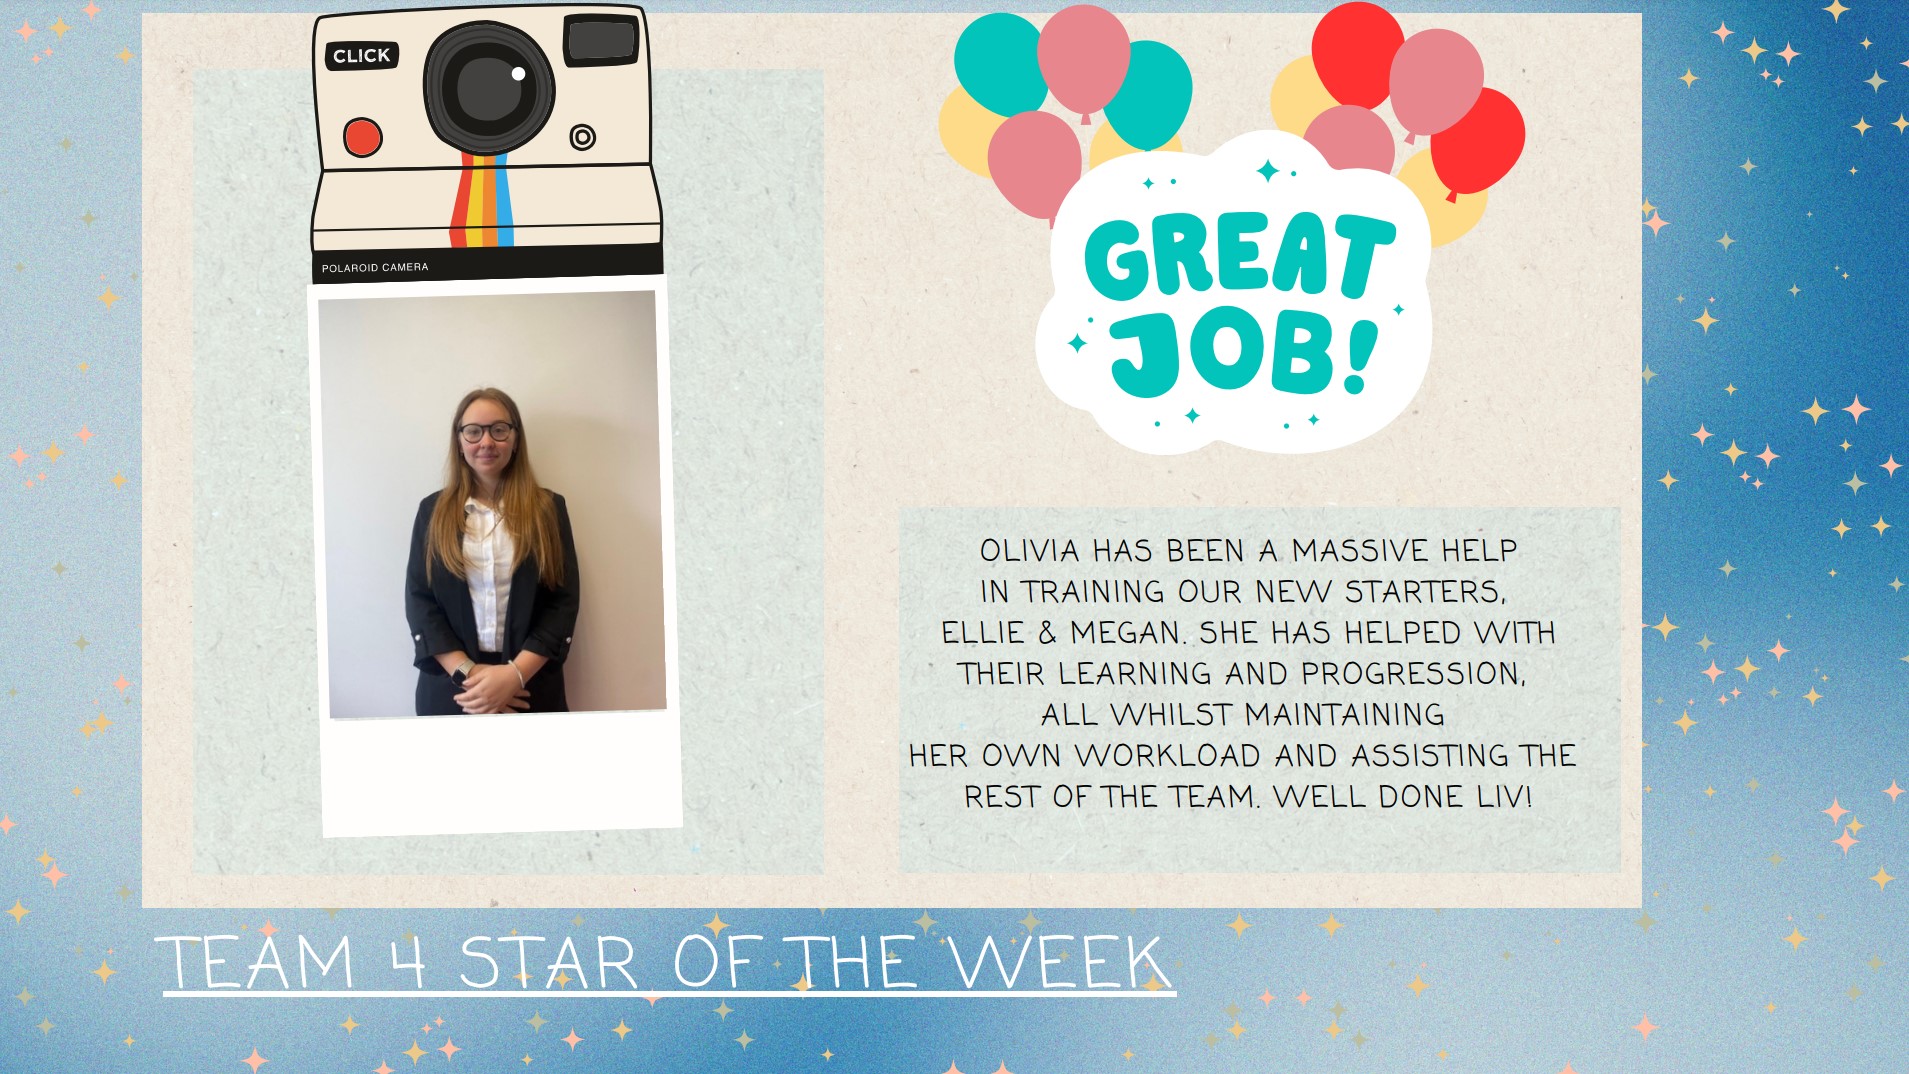 CLICK
POLAROID CAMERA
GREAT
JOB!
OLIVIA HAS BEEN A MASSIVE HELP
IN TRAINING OUR NEW STARTERS,
ELLIE & MEGAN. SHE HAS HELPED WITH
THEIR LEARNING AND PROGRESSION,
ALL WHILST MAINTAINING
HER OWN WORKLOAD AND ASSISTING THE
REST OF THE TEAM. WELL DONE LIV!
TEAM 4 STAR OF THE WEEK